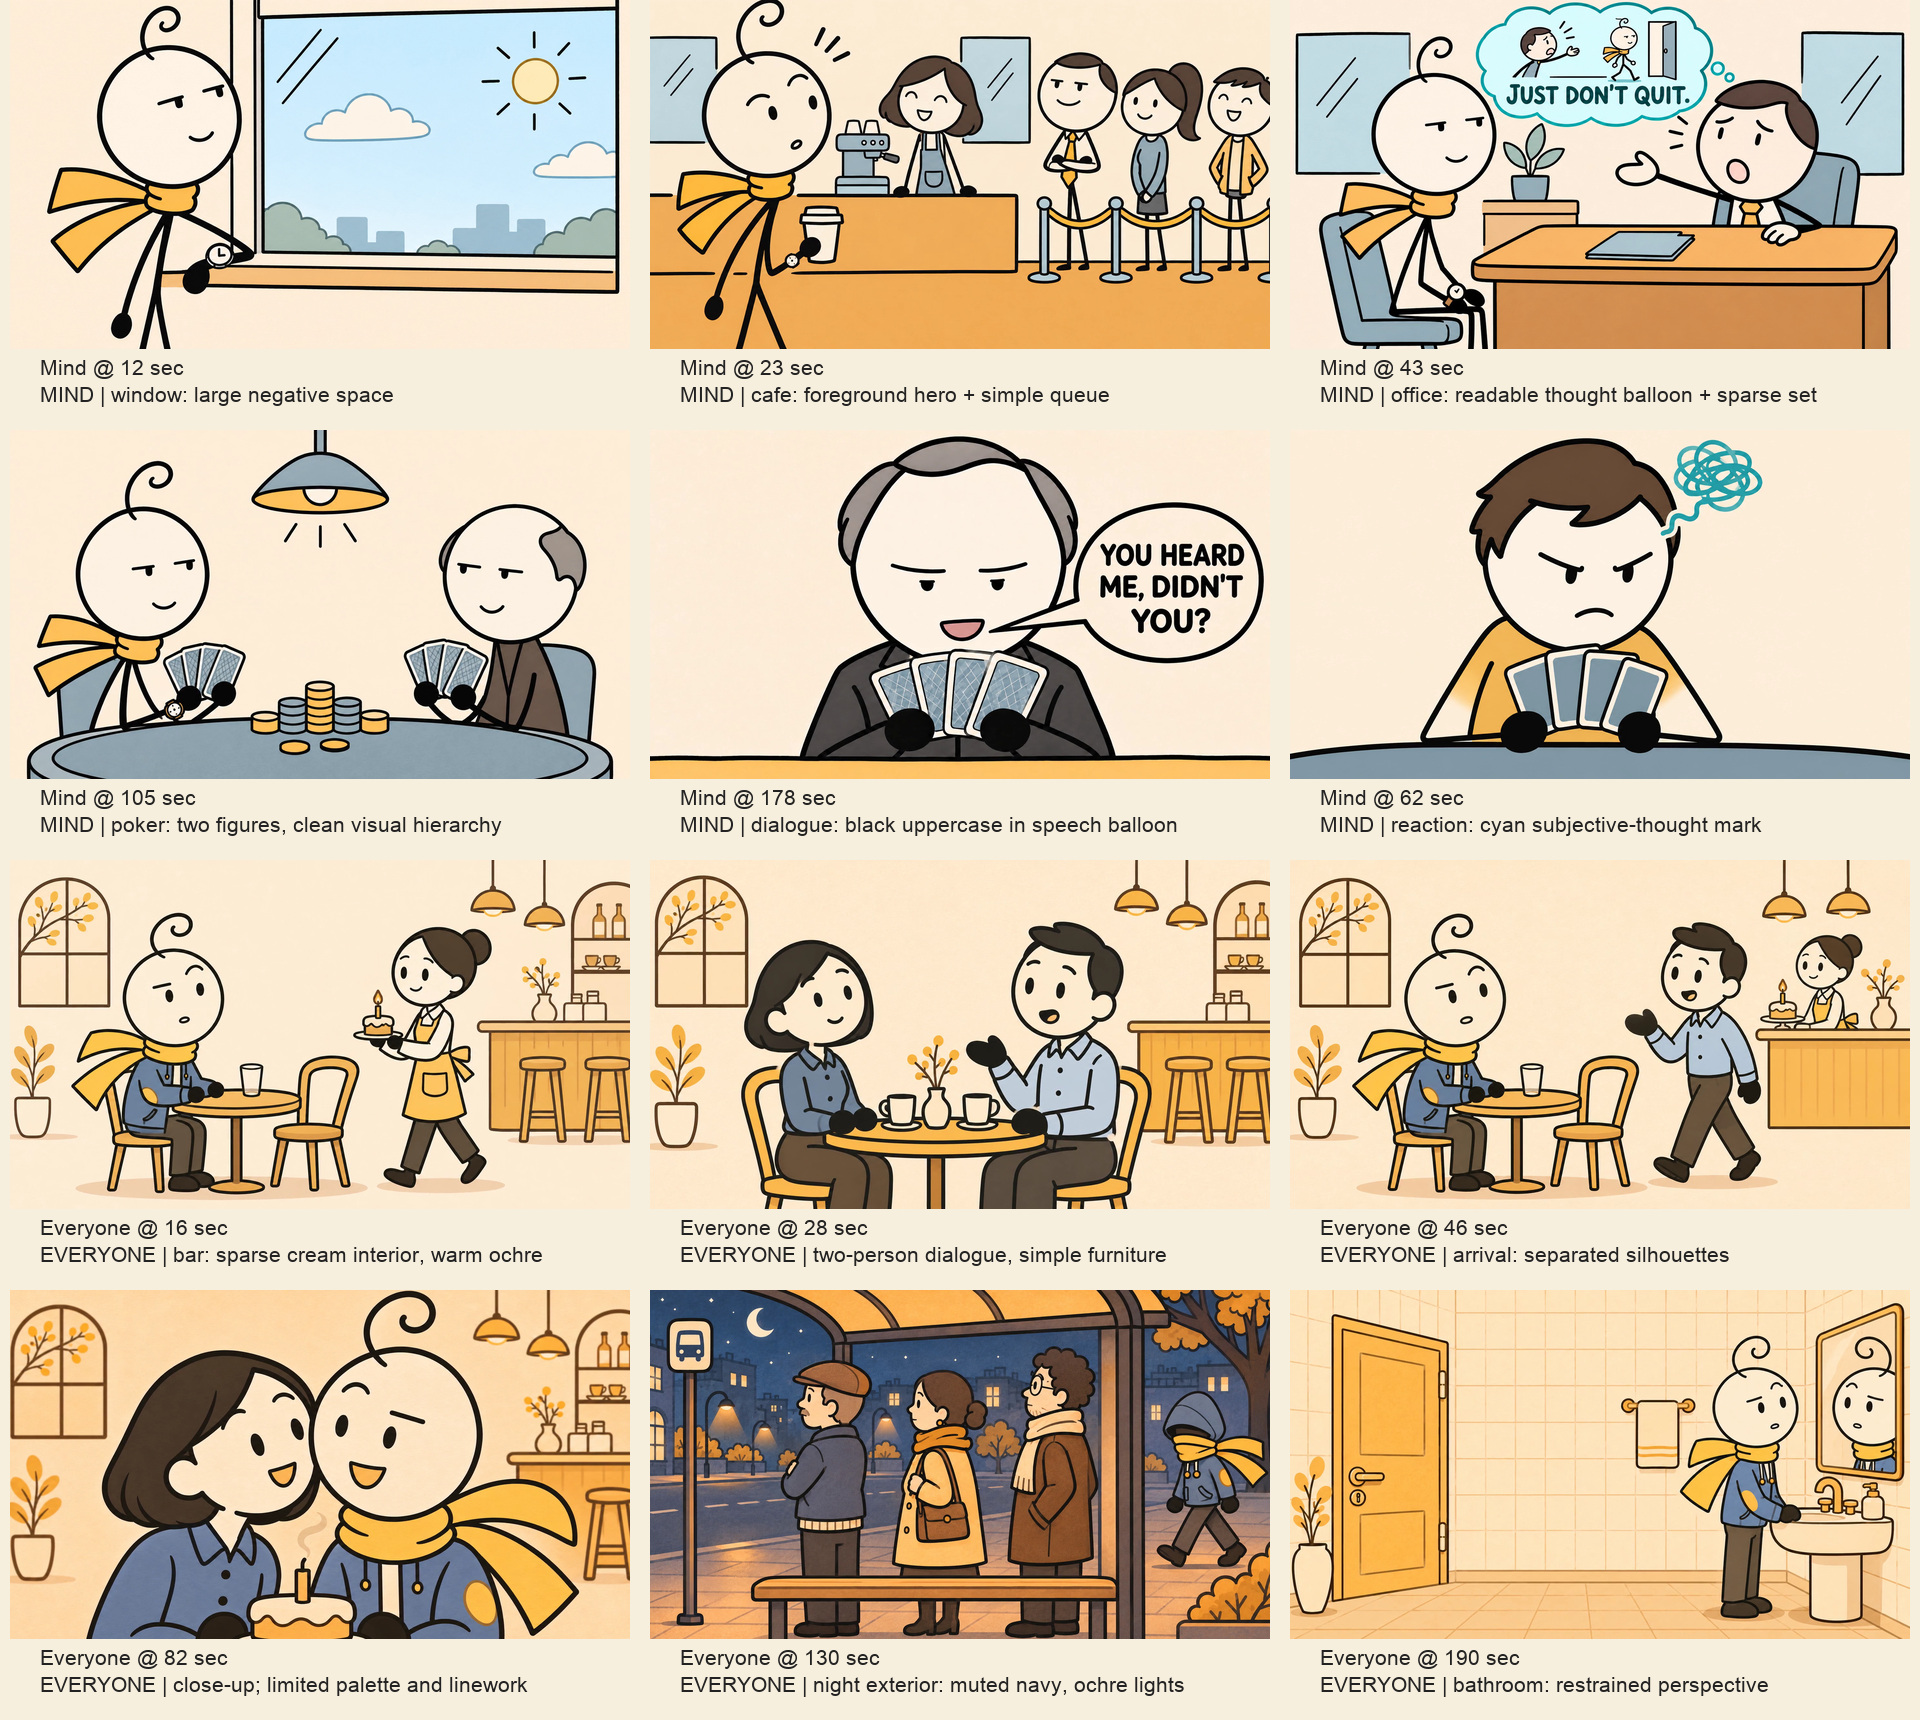 JUST DON'T QUIT.
Mind @ 12 sec
MIND | window: large negative space
Mind @ 23 sec
MIND | cafe: foreground hero + simple queue
Mind @ 43 sec
MIND | office: readable thought balloon + sparse set
YOU HEARD
ME, DIDN'T
YOU?
Mind @ 105 sec
MIND | poker: two figures, clean visual hierarchy
Mind @ 178 sec
MIND | dialogue: black uppercase in speech balloon
Mind @ 62 sec
MIND | reaction: cyan subjective-thought mark
Everyone @ 16 sec
EVERYONE | bar: sparse cream interior, warm ochre
Everyone @ 28 sec
EVERYONE | two-person dialogue, simple furniture
Everyone @ 46 sec
EVERYONE | arrival: separated silhouettes
Everyone @ 82 sec
EVERYONE | close-up; limited palette and linework
Everyone @ 130 sec
EVERYONE | night exterior: muted navy, ochre lights
Everyone @ 190 sec
EVERYONE | bathroom: restrained perspective